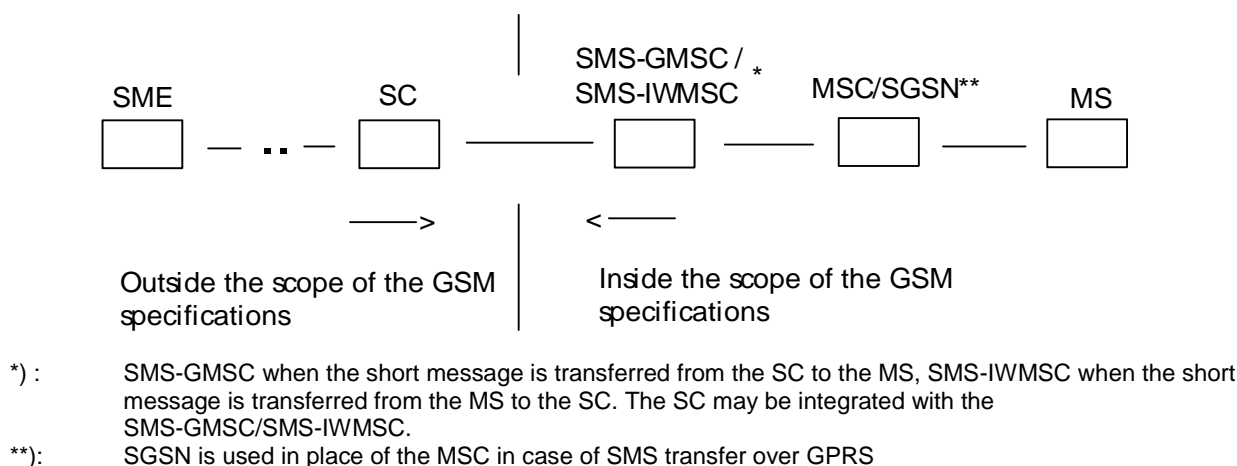 SMS-GMSC /
SMS-IWMSC *
SME SC MSC/SGSN** MS
Outside the scope of the GSM
specifications
Inside the scope of the GSM
specifications
*) : SMS-GMSC when the short message is transferred from the SC to the MS, SMS-IWMSC when the short
message is transferred from the MS to the SC. The SC may be integrated with the
SMS-GMSC/SMS-IWMSC.
**): SGSN is used in place of the MSC in case of SMS transfer over GPRS